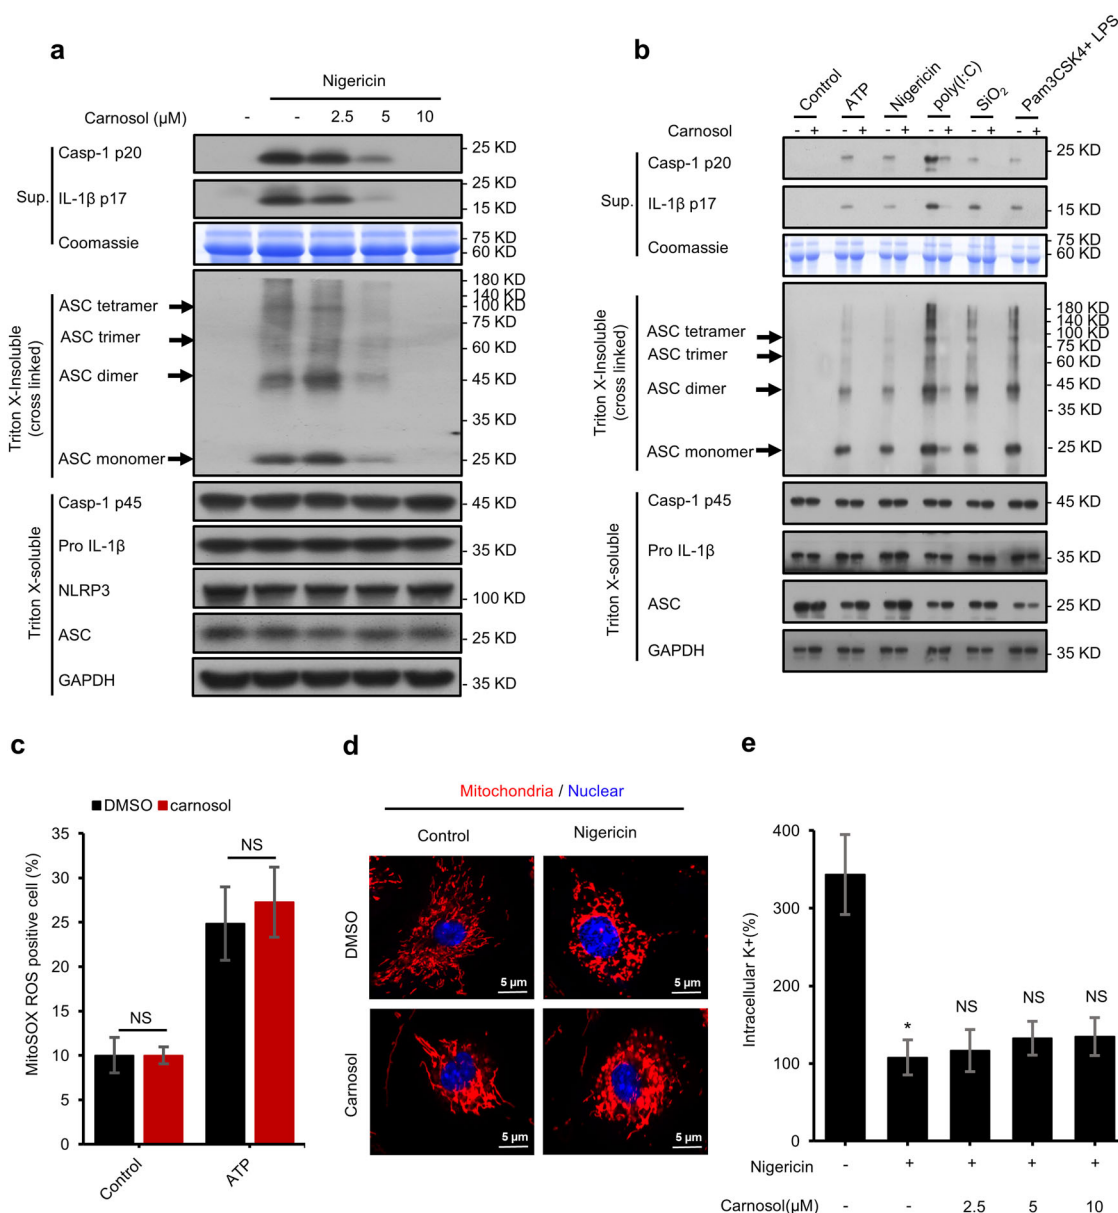 a
Nigericin
Carnosol (μM) - - 2.5 5 10
Sup.
Casp-1 p20
- 25 KD
IL-1β p17
25 KD
- 15 KD
Coomassie
75 KD
- 60 KD
Triton X-Insoluble
(cross linked)
- 180 KD
- 140 KD
- 100 KD
ASC tetramer
- 75 KD
ASC trimer
- 60 KD
ASC dimer
- 45 KD
- 35 KD
ASC monomer
- 25 KD
Triton X-soluble
Casp-1 p45
- 45 KD
Pro IL-1β
- 35 KD
NLRP3
- 100 KD
ASC
- 25 KD
GAPDH
- 35 KD
b
Control ATP Nigericin poly(I:C) SiO2 Pam3CSK4+ LPS
Carnosol - + - + - + - + - + - +
Sup.
Casp-1 p20
- 25 KD
IL-1β p17
- 15 KD
Coomassie
- 75 KD
- 60 KD
Triton X-Insoluble
(cross linked)
- 180 KD
- 140 KD
- 100 KD
ASC tetramer
- 75 KD
ASC trimer
- 60 KD
ASC dimer
- 45 KD
- 35 KD
ASC monomer
- 25 KD
Triton X-soluble
Casp-1 p45
- 45 KD
Pro IL-1β
- 35 KD
ASC
- 25 KD
GAPDH
- 35 KD
c
DMSO carnosol
MitoSOX ROS positive cell (%)
35
30
25
20
15
10
5
0
NS
NS
Control ATP
d
Mitochondria / Nuclear
Control Nigericin
DMSO
5 μm 5 μm
Carnosol
5 μm 5 μm
e
Intracellular K+(%)
400
300
200
100
0
* NS NS NS
Nigericin - + + + +
Carnosol(μM) - - 2.5 5 10